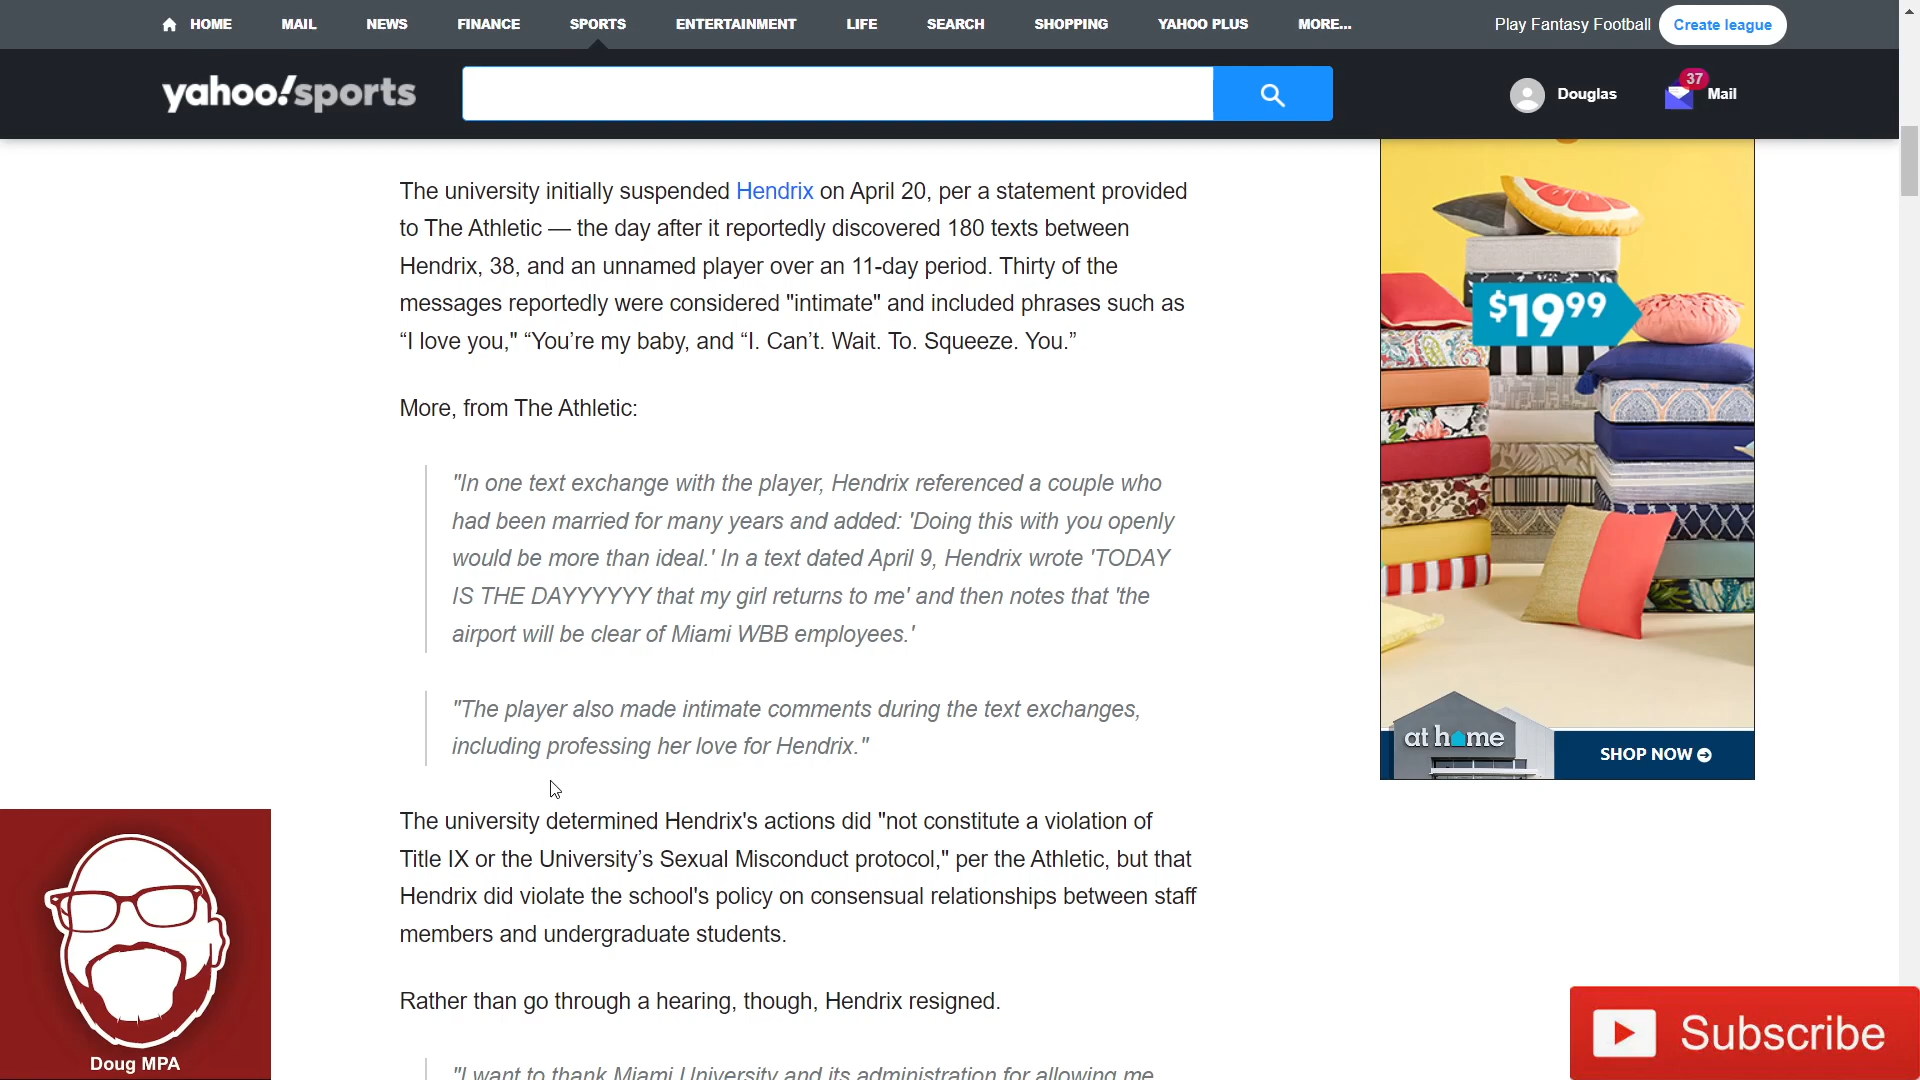 HOME MAIL NEWS FINANCE SPORTS ENTERTAINMENT LIFE SEARCH SHOPPING YAHOO PLUS MORE... Play Fantasy Football Create league
yahoo!sports Douglas 37 Mail
The university initially suspended Hendrix on April 20, per a statement provided
to The Athletic — the day after it reportedly discovered 180 texts between
Hendrix, 38, and an unnamed player over an 11-day period. Thirty of the
messages reportedly were considered "intimate" and included phrases such as
“I love you," “You’re my baby, and “I. Can’t. Wait. To. Squeeze. You.”
More, from The Athletic:
"In one text exchange with the player, Hendrix referenced a couple who
had been married for many years and added: 'Doing this with you openly
would be more than ideal.' In a text dated April 9, Hendrix wrote 'TODAY
IS THE DAYYYYYY that my girl returns to me' and then notes that 'the
airport will be clear of Miami WBB employees.'
"The player also made intimate comments during the text exchanges,
including professing her love for Hendrix."
The university determined Hendrix's actions did "not constitute a violation of
Title IX or the University’s Sexual Misconduct protocol," per the Athletic, but that
Hendrix did violate the school's policy on consensual relationships between staff
members and undergraduate students.
Rather than go through a hearing, though, Hendrix resigned.
"I want to thank Miami University and its administration for allowing me
$19.99
at home
SHOP NOW
Doug MPA
Subscribe